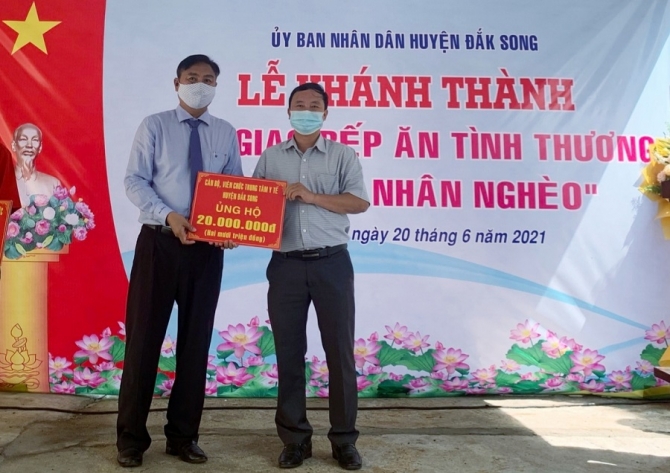 ỦY BAN NHÂN DÂN HUYỆN ĐẮK SONG
LỄ KHÁNH THÀNH
GIAO BẾP ĂN TÌNH THƯƠNG
NHÂN NGHÈO"
ngày 20 tháng 6 năm 2021
CÁN BỘ, VIÊN CHỨC TRUNG TÂM Y TẾ
HUYỆN ĐẮK SONG
ỦNG HỘ
20.000.000đ
(Hai mươi triệu đồng)